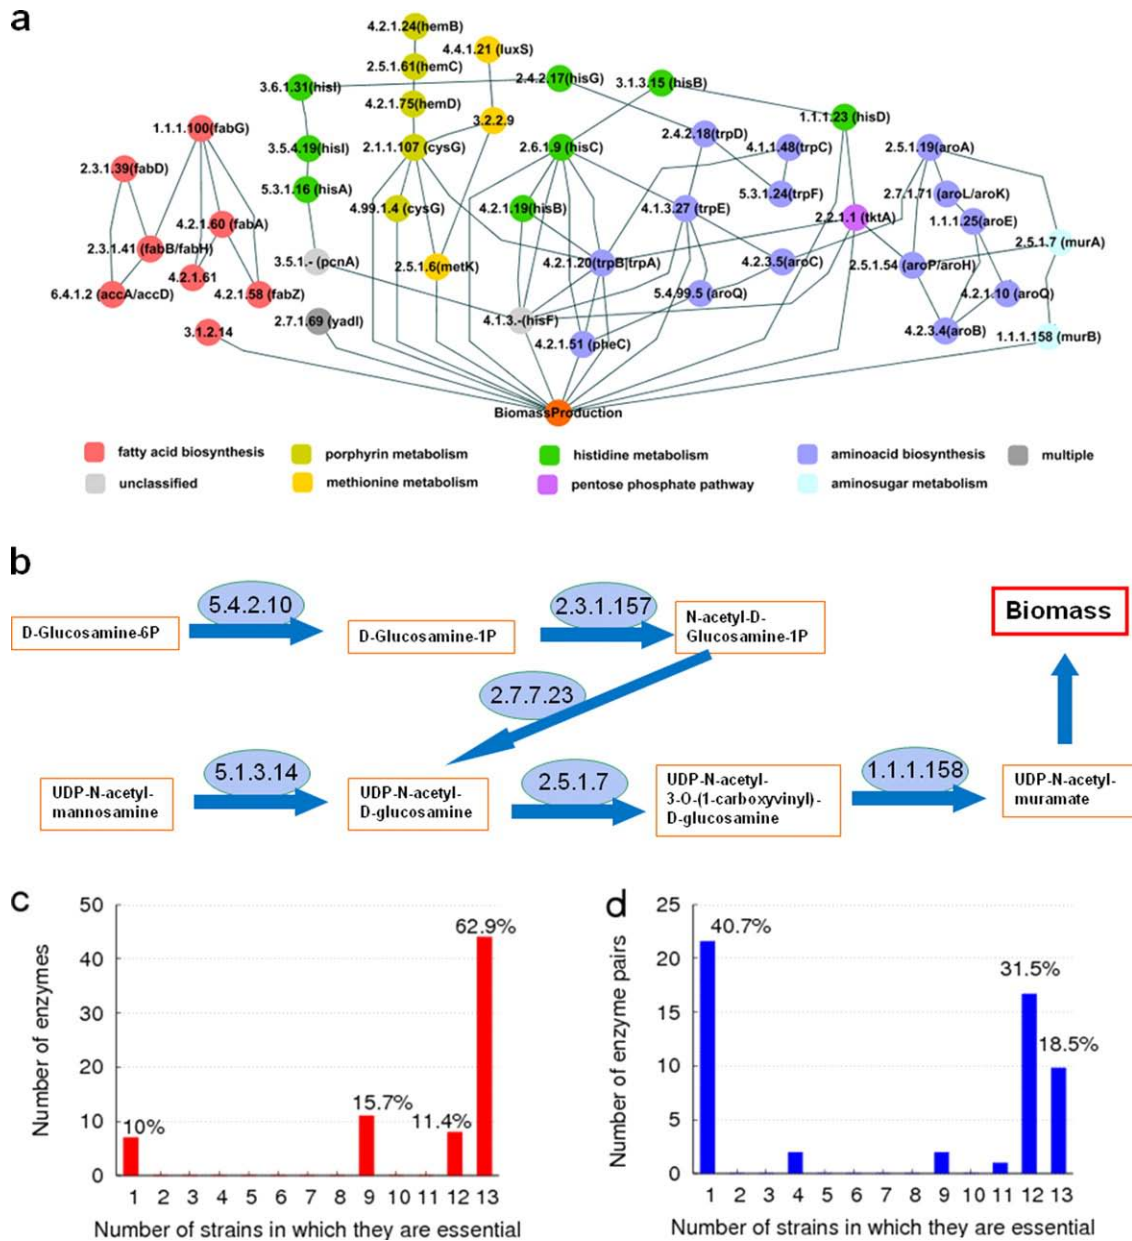 a
4.2.1.24(hemB)
4.4.1.21 (luxS)
2.5.1.61(hemC)
3.6.1.31(hisI)
2.4.2.17(hisG)
3.1.3.15 (hisB)
4.2.1.75(hemD)
1.1.1.100(fabG)
3.2.2.9
1.1.1.23 (hisD)
2.4.2.18(trpD)
3.5.4.19(hisI)
2.1.1.107 (cysG)
2.6.1.9 (hisC)
4.1.1.48(trpC)
2.5.1.19(aroA)
2.3.1.39(fabD)
5.3.1.16 (hisA)
5.3.1.24(trpF)
2.7.1.71 (aroL/aroK)
4.99.1.4 (cysG)
4.2.1.19(hisB)
4.1.3.27 (trpE)
2.2.1.1 (tktA)
1.1.1.25(aroE)
4.2.1.60 (fabA)
2.3.1.41 (fabB/fabH)
2.5.1.7 (murA)
3.5.1.- (pcnA)
2.5.1.6(metK)
4.2.1.20(trpB|trpA)
4.2.3.5(aroC)
2.5.1.54 (aroP/aroH)
4.2.1.61
6.4.1.2 (accA/accD)
4.2.1.58 (fabZ)
5.4.99.5 (aroQ)
4.2.1.10 (aroQ)
3.1.2.14
2.7.1.69 (yadI)
4.1.3.-(hisF)
4.2.1.51 (pheC)
4.2.3.4(aroB)
1.1.1.158 (murB)
BiomassProduction
fatty acid biosynthesis
porphyrin metabolism
histidine metabolism
aminoacid biosynthesis
multiple
unclassified
methionine metabolism
pentose phosphate pathway
aminosugar metabolism
b
5.4.2.10
2.3.1.157
D-Glucosamine-6P
D-Glucosamine-1P
N-acetyl-D-
Glucosamine-1P
Biomass
2.7.7.23
5.1.3.14
2.5.1.7
1.1.1.158
UDP-N-acetyl-
mannosamine
UDP-N-acetyl-
D-glucosamine
UDP-N-acetyl-
3-O-(1-carboxyvinyl)-
D-glucosamine
UDP-N-acetyl-
muramate
c
Number of enzymes
50
40
30
20
10
0
10%
15.7%
11.4%
62.9%
1 2 3 4 5 6 7 8 9 10 11 12 13
Number of strains in which they are essential
d
Number of enzyme pairs
25
20
15
10
5
0
40.7%
31.5%
18.5%
1 2 3 4 5 6 7 8 9 10 11 12 13
Number of strains in which they are essential